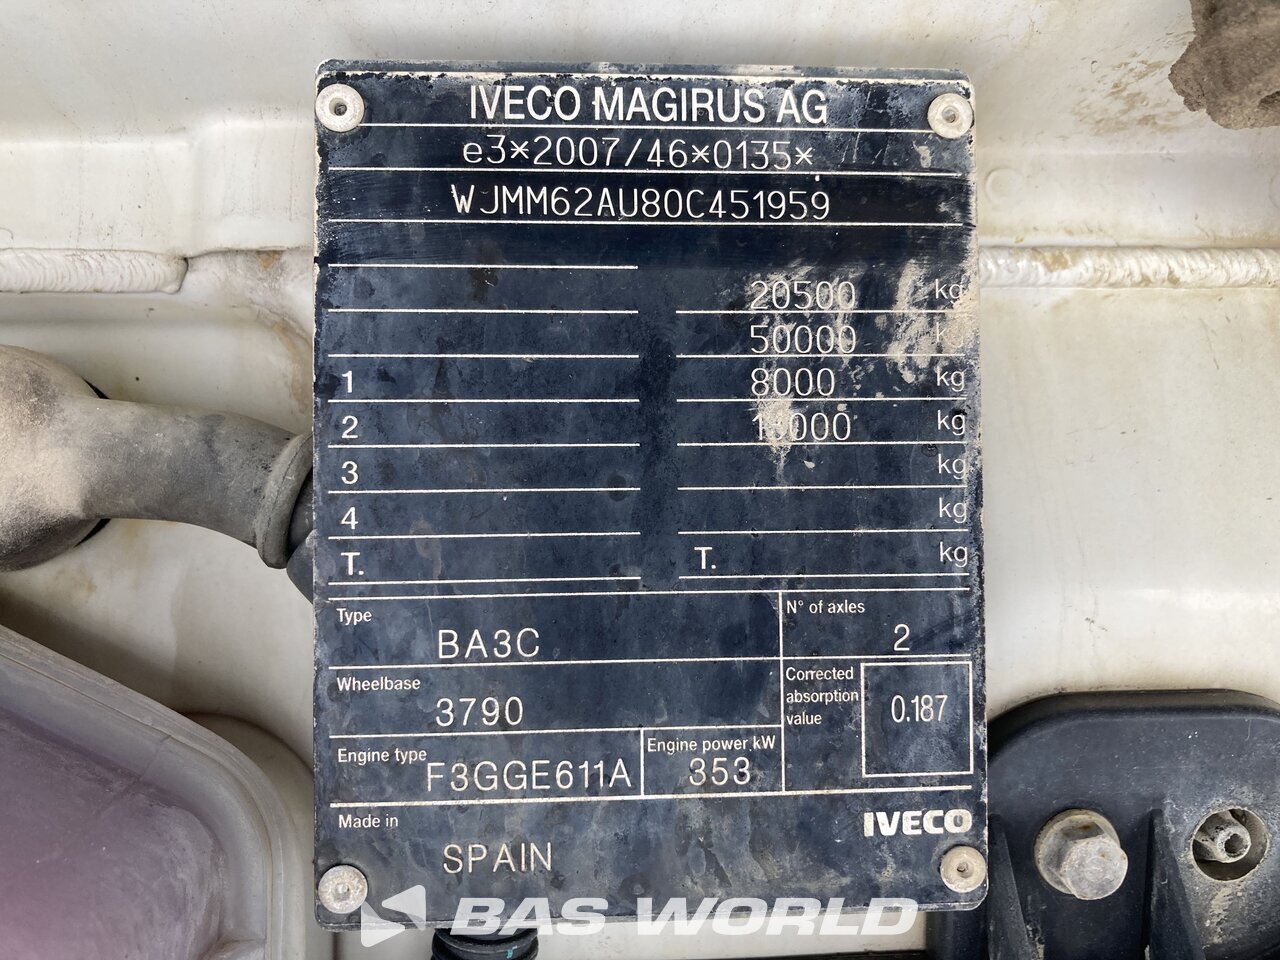 IVECO MAGIRUS AG
e3*2007/46*0135*
WJMM62AU80C451959
20500 kg
50000 kg
1 8000 kg
2 kg
3 kg
4 kg
T. T. kg
Type BA3C N° of axles 2
Wheelbase 3790 Corrected absorption value 0.187
Engine type F3GGE611A Engine power kW 353
Made in SPAIN IVECO
BAS WORLD